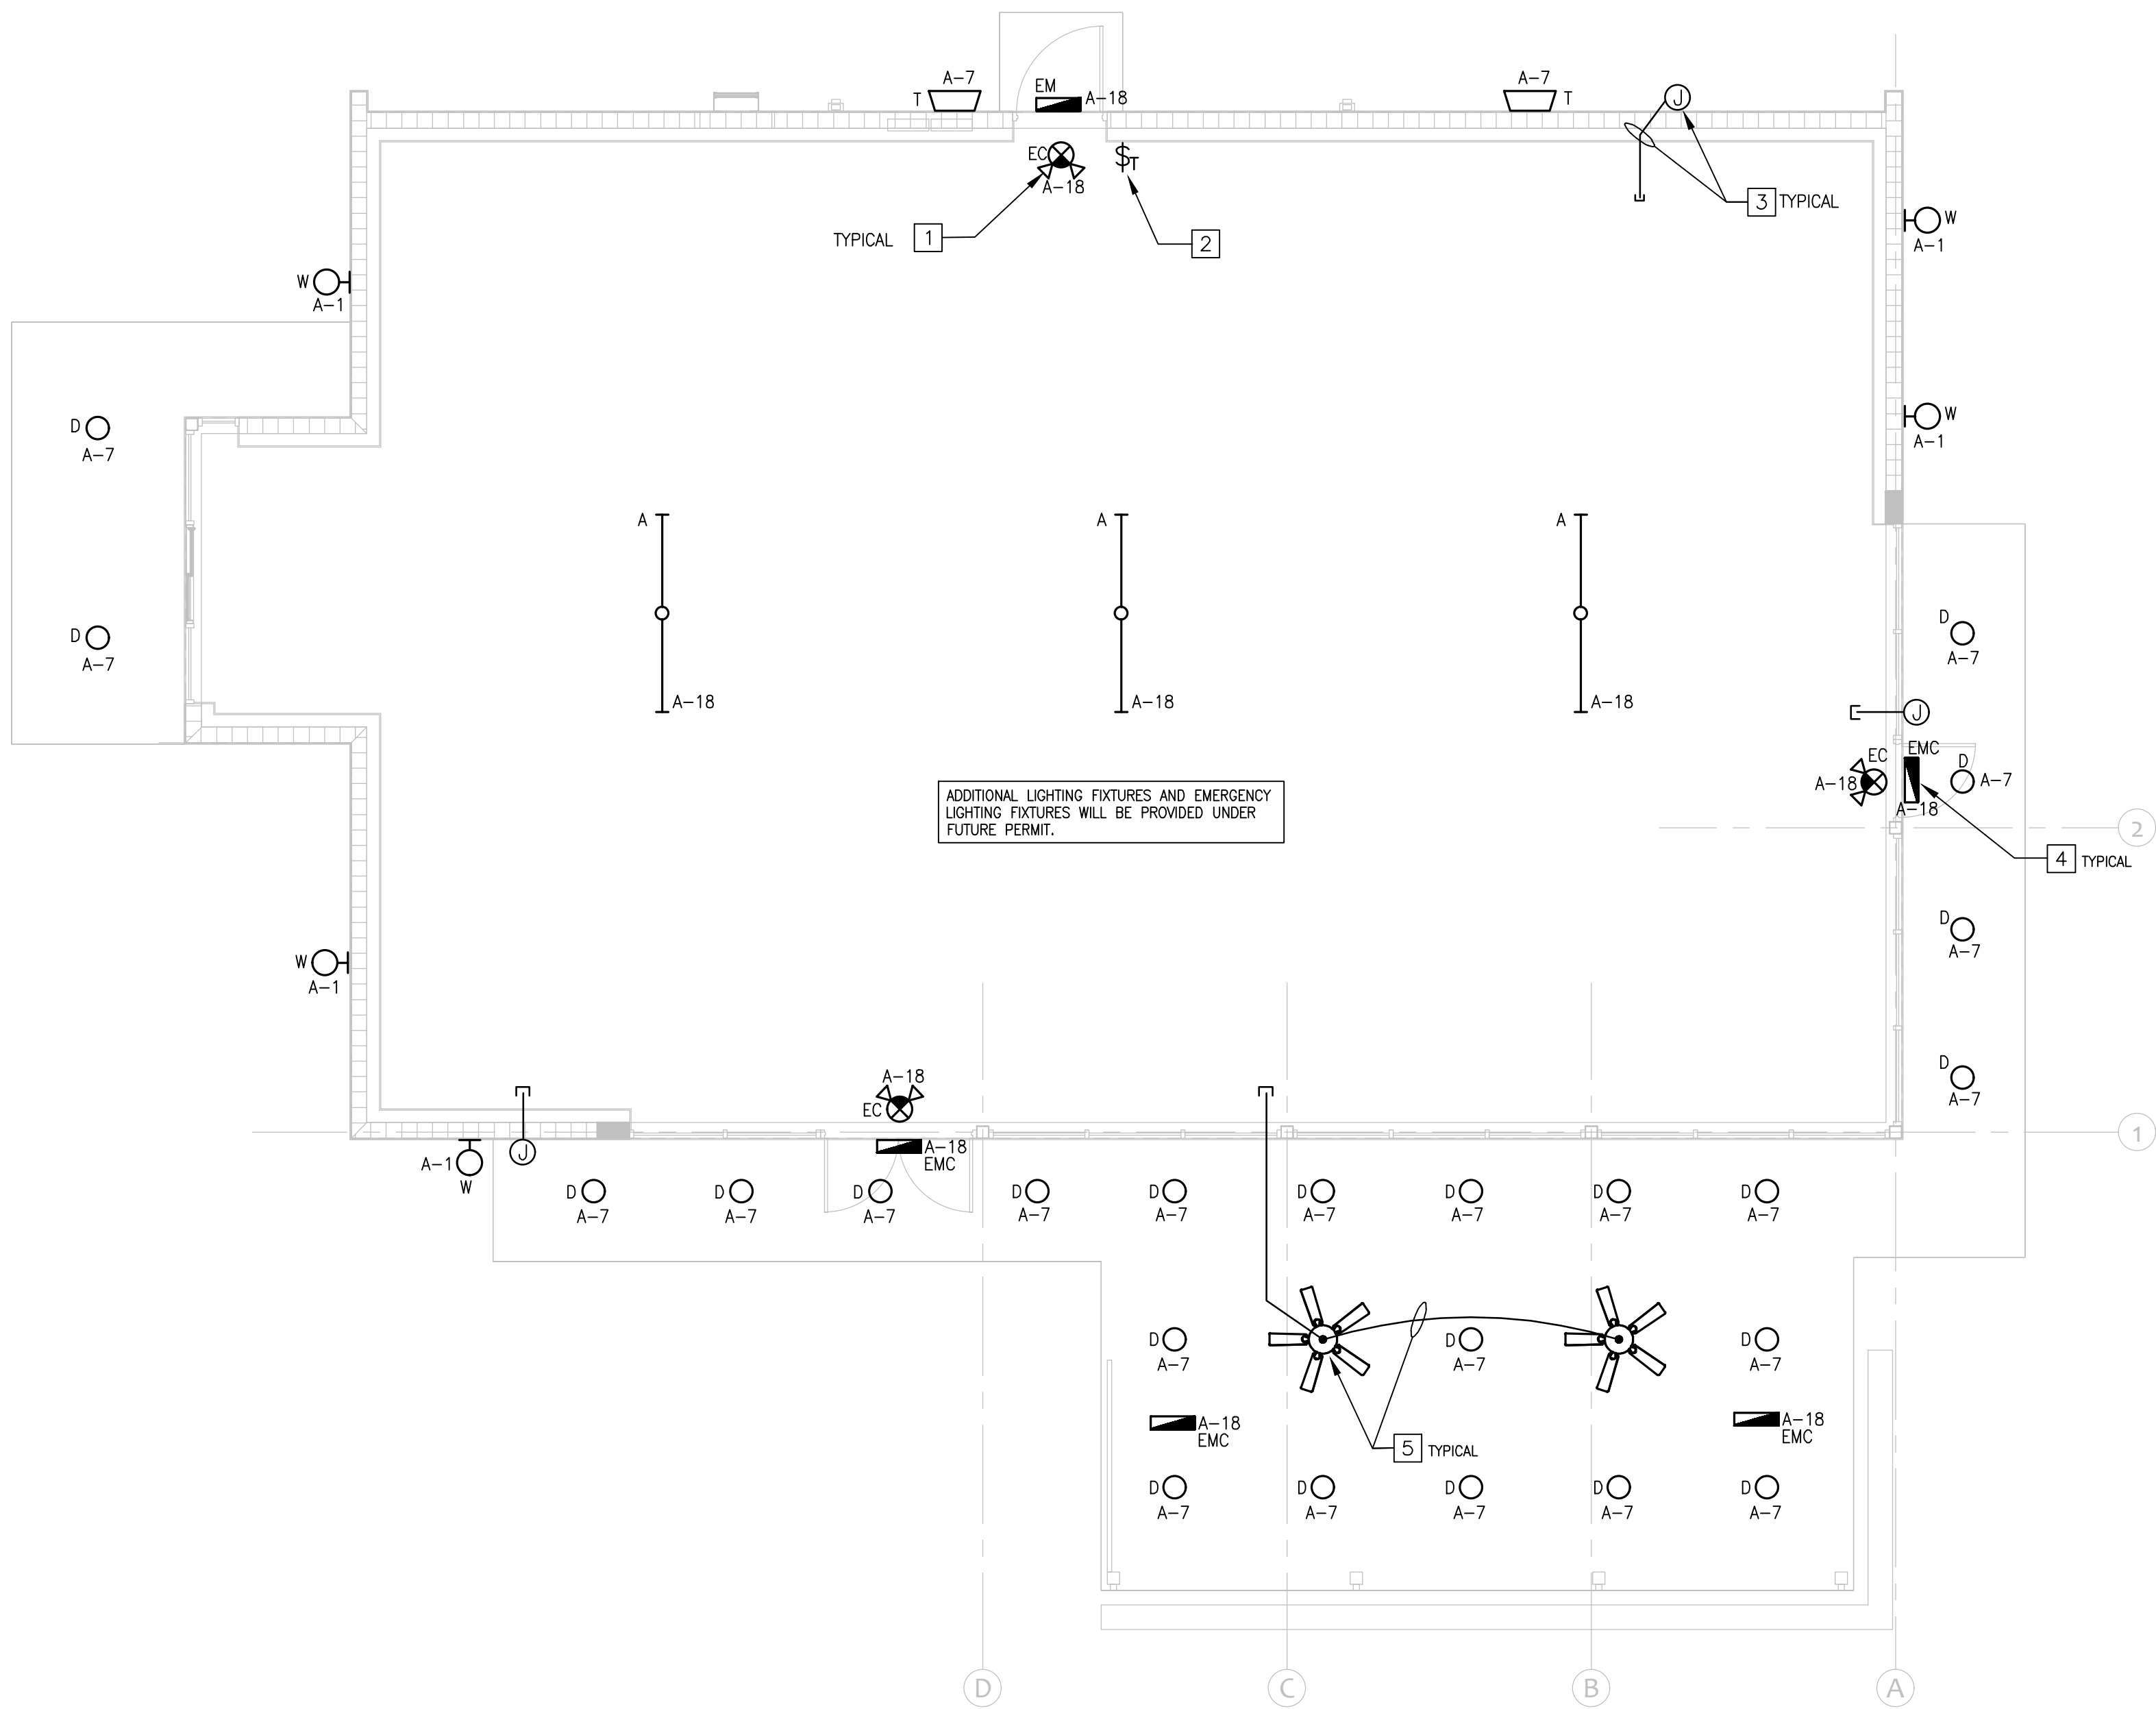 A-7
EM
A-18
T
A-7
T
J
EC
A-18
$T
TYPICAL
1
2
3
TYPICAL
W
A-1
W
A-1
W
A-1
D
A-7
D
A-7
A
A-18
A
A-18
A
A-18
D
A-7
J
EC
A-18
EMC
A-18
D
A-7
4
TYPICAL
2
ADDITIONAL LIGHTING FIXTURES AND EMERGENCY
LIGHTING FIXTURES WILL BE PROVIDED UNDER
FUTURE PERMIT.
D
A-7
W
A-1
D
A-7
A-18
EC
1
A-18
EMC
A-1
W
J
D
A-7
D
A-7
D
A-7
D
A-7
D
A-7
D
A-7
D
A-7
D
A-7
D
A-7
D
A-7
D
A-7
D
A-7
A-18
EMC
5
TYPICAL
A-18
EMC
D
A-7
D
A-7
D
A-7
D
A-7
D
A-7
D
C
B
A